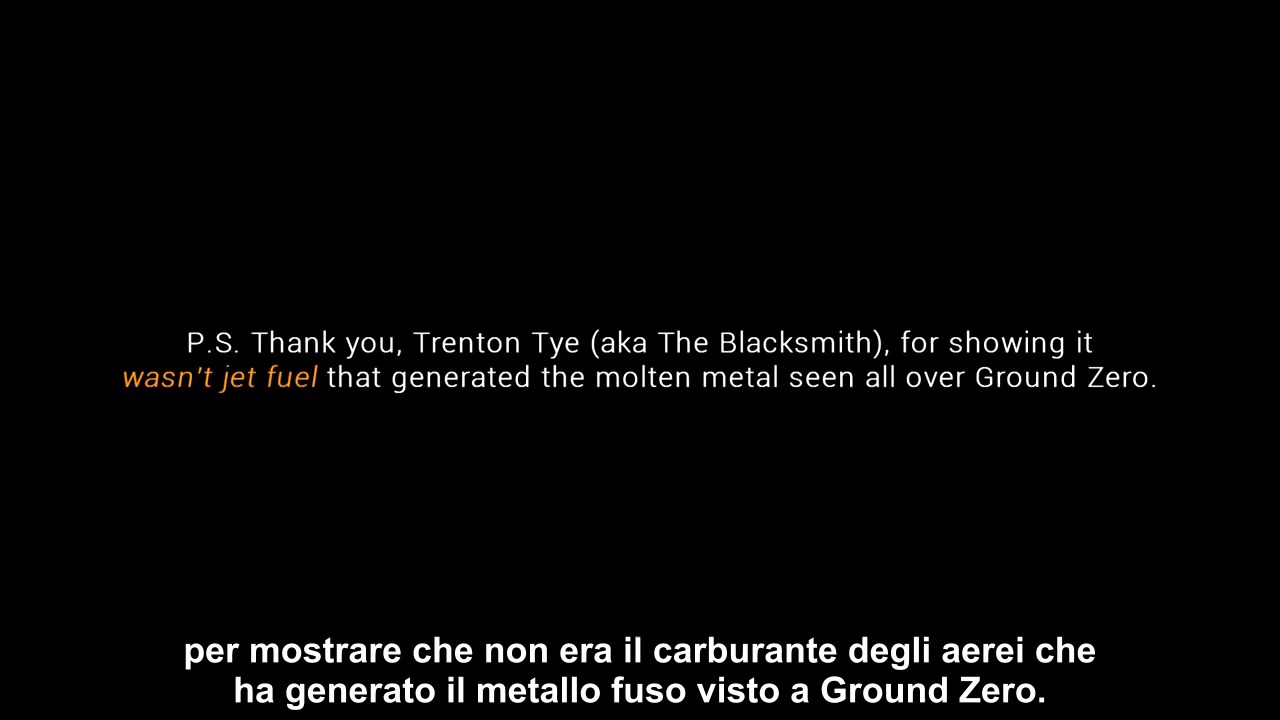 P.S. Thank you, Trenton Tye (aka The Blacksmith), for showing it
wasn't jet fuel that generated the molten metal seen all over Ground Zero.
per mostrare che non era il carburante degli aerei che
ha generato il metallo fuso visto a Ground Zero.